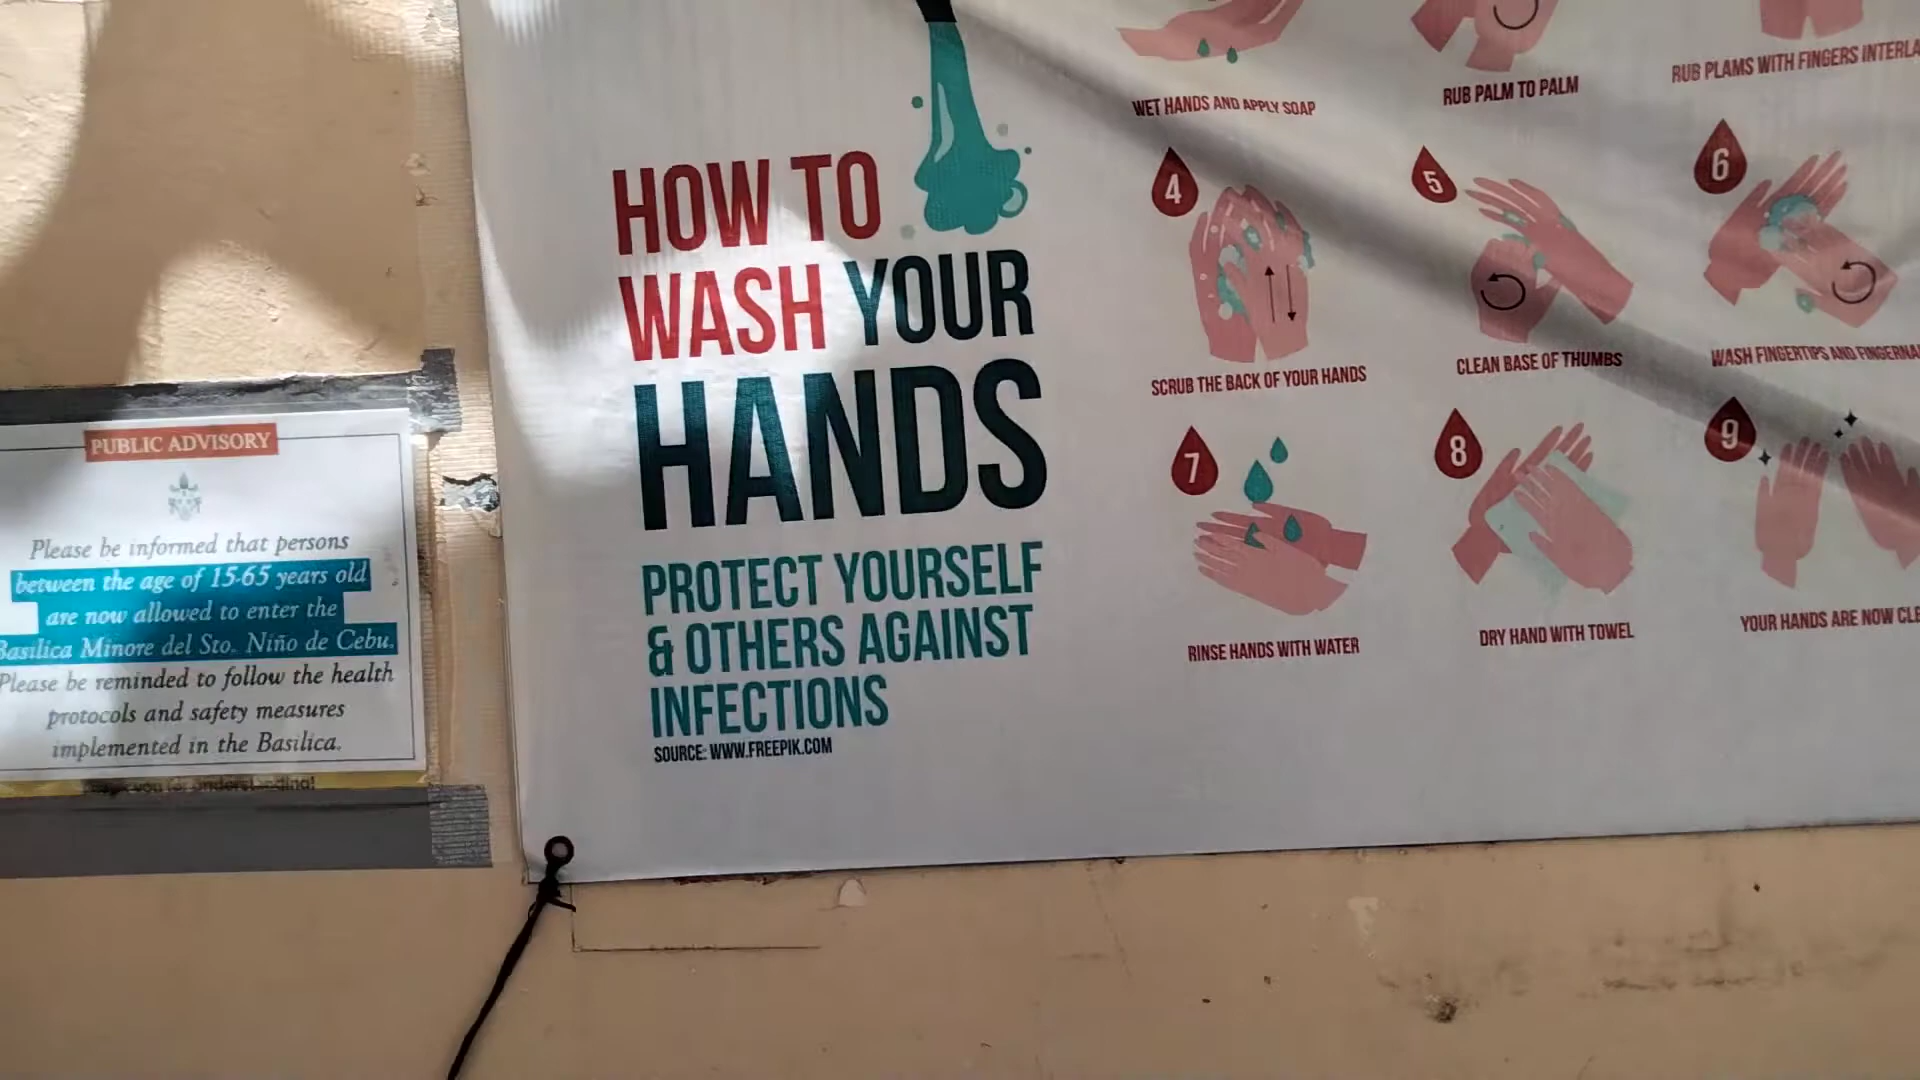 PUBLIC ADVISORY
Please be informed that persons
between the age of 15-65 years old
are now allowed to enter the
Basilica Minore del Sto. Niño de Cebu.
Please be reminded to follow the health
protocols and safety measures
implemented in the Basilica.
you for understanding!
HOW TO
WASH YOUR
HANDS
PROTECT YOURSELF
& OTHERS AGAINST
INFECTIONS
SOURCE: WWW.FREEPIK.COM
WET HANDS AND APPLY SOAP
RUB PALM TO PALM
RUB PLAMS WITH FINGERS
4
SCRUB THE BACK OF YOUR HANDS
5
CLEAN BASE OF THUMBS
6
WASH FINGERTIPS AND
7
RINSE HANDS WITH WATER
8
DRY HAND WITH TOWEL
9
YOUR HANDS ARE NOW